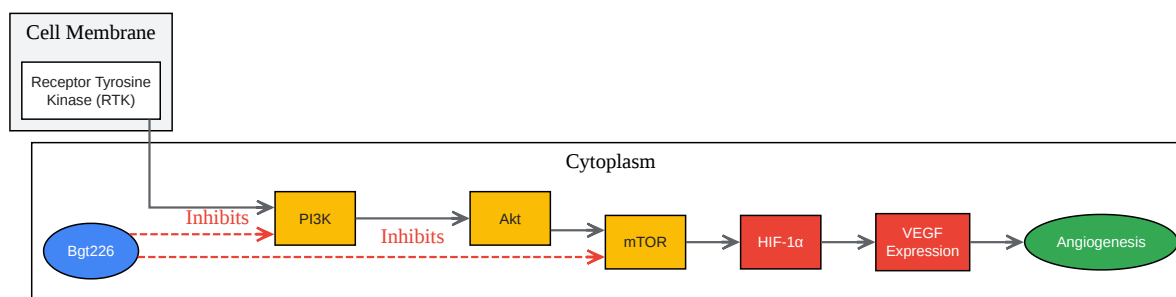 Cell Membrane
Receptor Tyrosine
Kinase (RTK)
Cytoplasm
Inhibits
PI3K
Akt
Inhibits
Bgt226
mTOR
HIF-1α
VEGF
Expression
Angiogenesis